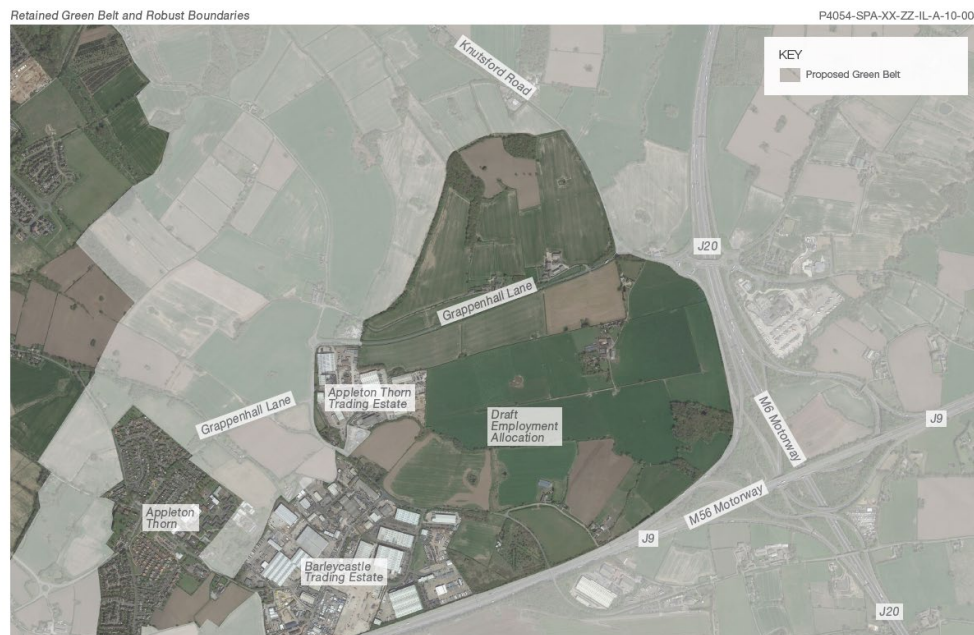 Retained Green Belt and Robust Boundaries
P4054-SPA-XX-ZZ-IL-A-10-00
KEY
Proposed Green Belt
Knutsford Road
J20
Grappenhall Lane
Appleton Thorn
Trading Estate
Grappenhall Lane
Draft
Employment
Allocation
M6 Motorway
J9
Appleton
Thorn
M56 Motorway
J9
Barleycastle
Trading Estate
J20